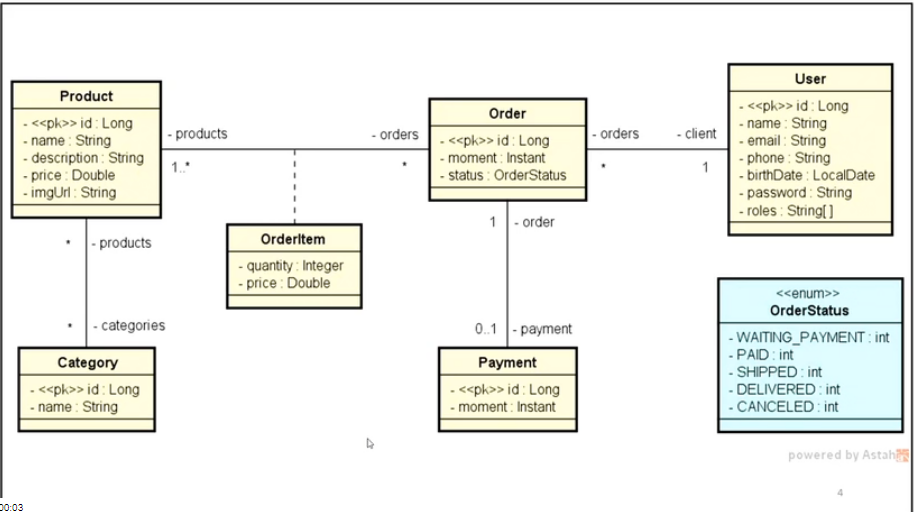 Product
- <<pk>> id : Long
- name : String
- description : String
- price : Double
- imgUrl : String
- products
1..*
- orders
*
Order
- <<pk>> id : Long
- moment : Instant
- status : OrderStatus
- orders
*
- client
1
User
- <<pk>> id : Long
- name : String
- email : String
- phone : String
- birthDate : LocalDate
- password : String
- roles : String[ ]
OrderItem
- quantity : Integer
- price : Double
* - products
* - categories
Category
- <<pk>> id : Long
- name : String
1 - order
0..1 - payment
Payment
- <<pk>> id : Long
- moment : Instant
<<enum>>
OrderStatus
- WAITING_PAYMENT : int
- PAID : int
- SHIPPED : int
- DELIVERED : int
- CANCELED : int
powered by Astah
4
00:03